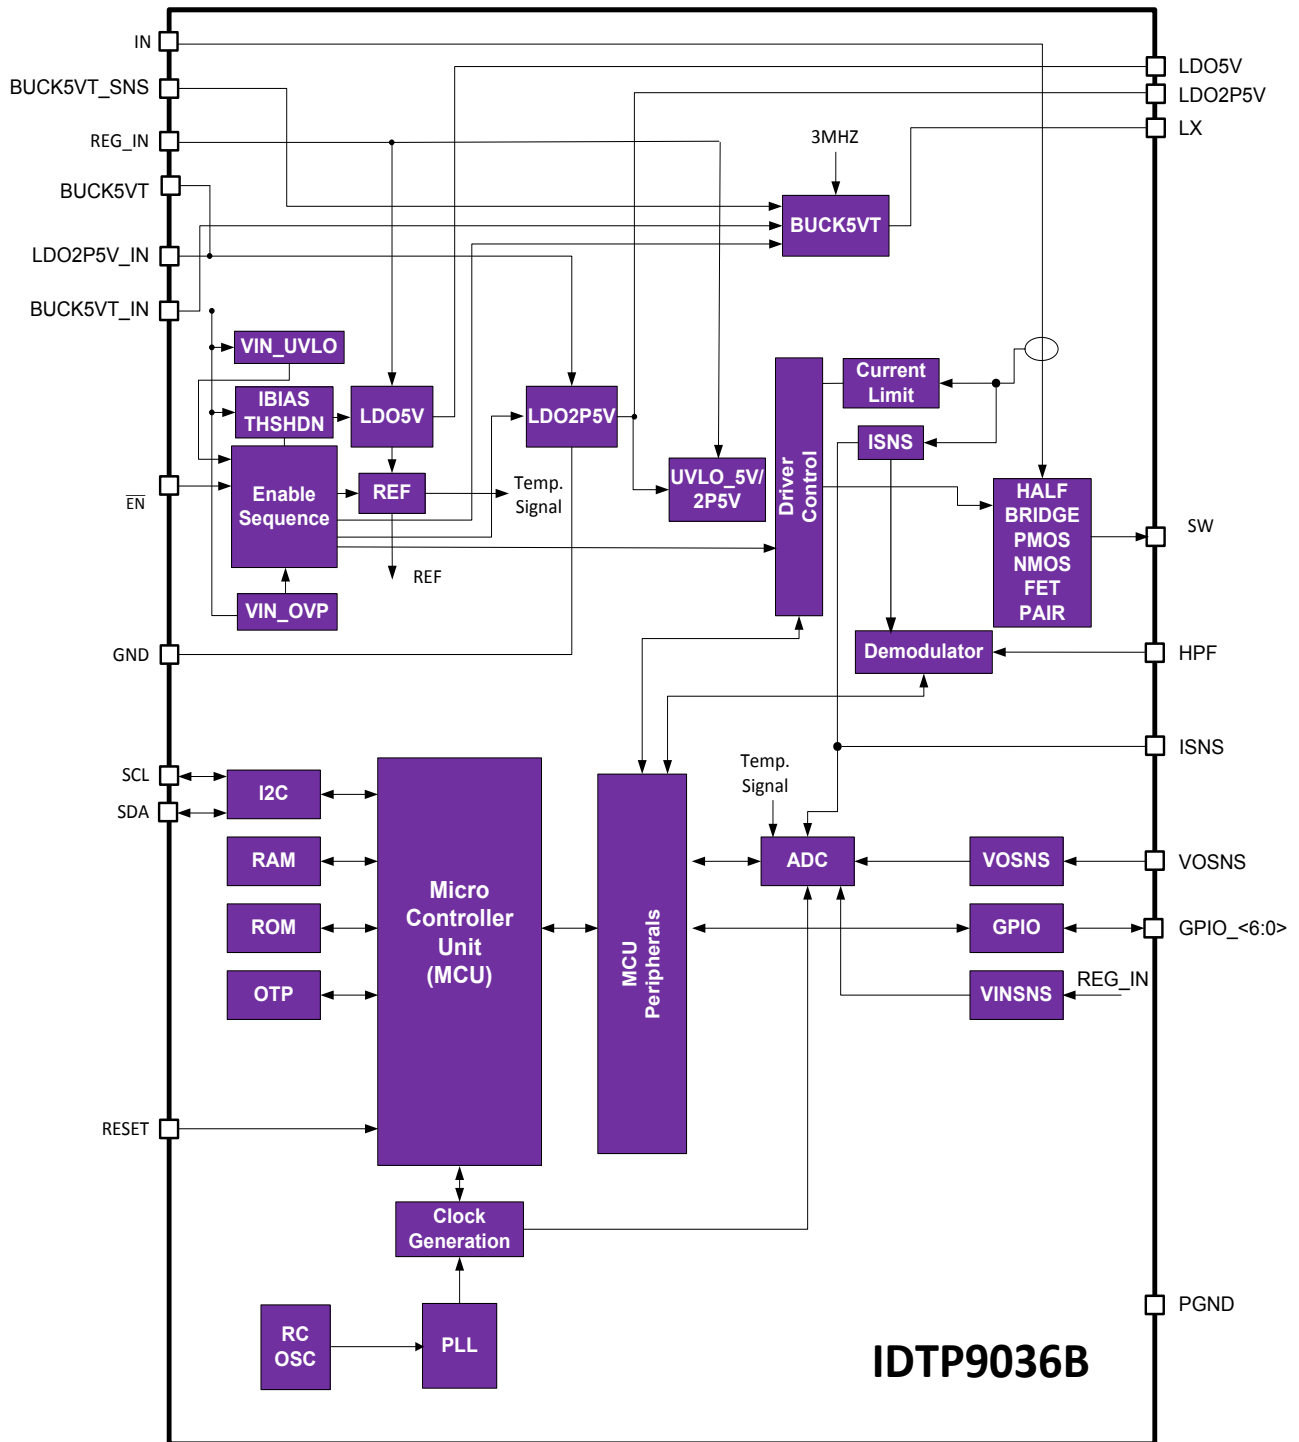 IN
BUCK5VT_SNS
REG_IN
BUCK5VT
LDO2P5V_IN
BUCK5VT_IN
EN
GND
SCL
SDA
RESET
LDO5V
LDO2P5V
LX
SW
HPF
ISNS
VOSNS
GPIO_<6:0>
REG_IN
PGND
3MHZ
BUCK5VT
VIN_UVLO
IBIAS
THSHDN
LDO5V
LDO2P5V
Enable
Sequence
REF
Temp.
Signal
REF
VIN_OVP
UVLO_5V/
2P5V
Driver
Control
Current
Limit
ISNS
HALF
BRIDGE
PMOS
NMOS
FET
PAIR
Demodulator
I2C
RAM
ROM
OTP
Micro
Controller
Unit
(MCU)
MCU
Peripherals
Temp.
Signal
ADC
VOSNS
GPIO
VINSNS
Clock
Generation
RC
OSC
PLL
IDTP9036B